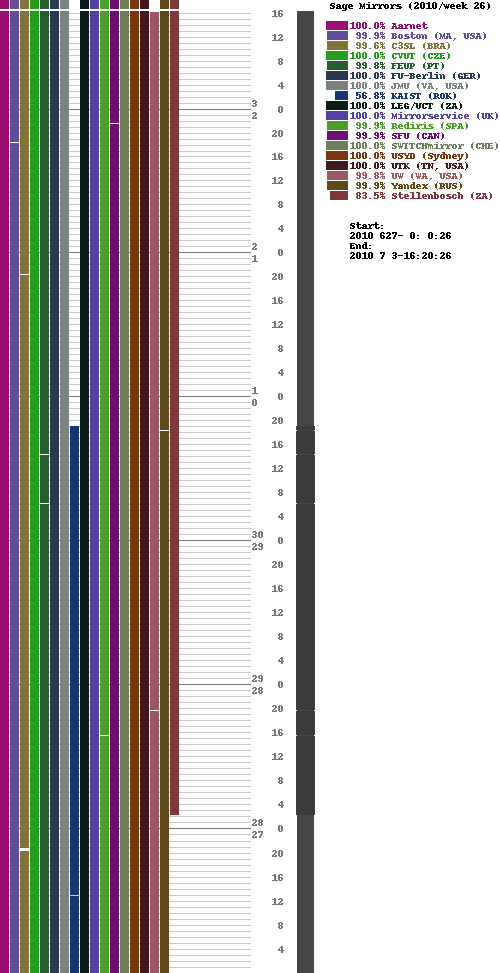 Sage Mirrors (2010/week 26)
100.0% Aarnet
99.9% Boston (MA, USA)
99.6% C3SL (BRA)
100.0% CVUT (CZE)
99.8% FEUP (PT)
100.0% FU-Berlin (GER)
100.0% JMU (VA, USA)
56.8% KAIST (ROK)
100.0% LEG/UCT (ZA)
100.0% Mirrorservice (UK)
99.9% Rediris (SPA)
99.9% SFU (CAN)
100.0% SWITCHmirror (CHE)
100.0% USYD (Sydney)
100.0% UTK (TN, USA)
99.8% UW (WA, USA)
99.9% Yandex (RUS)
83.5% Stellenbosch (ZA)
Start:
2010 627- 0: 0:26
End:
2010 7 3-16:20:26
16
12
8
4
3
0
2
20
16
12
8
4
2
0
1
20
16
12
8
4
1
0
0
20
16
12
8
4
30
0
29
20
16
12
8
4
29
0
28
20
16
12
8
4
28
0
27
20
16
12
8
4